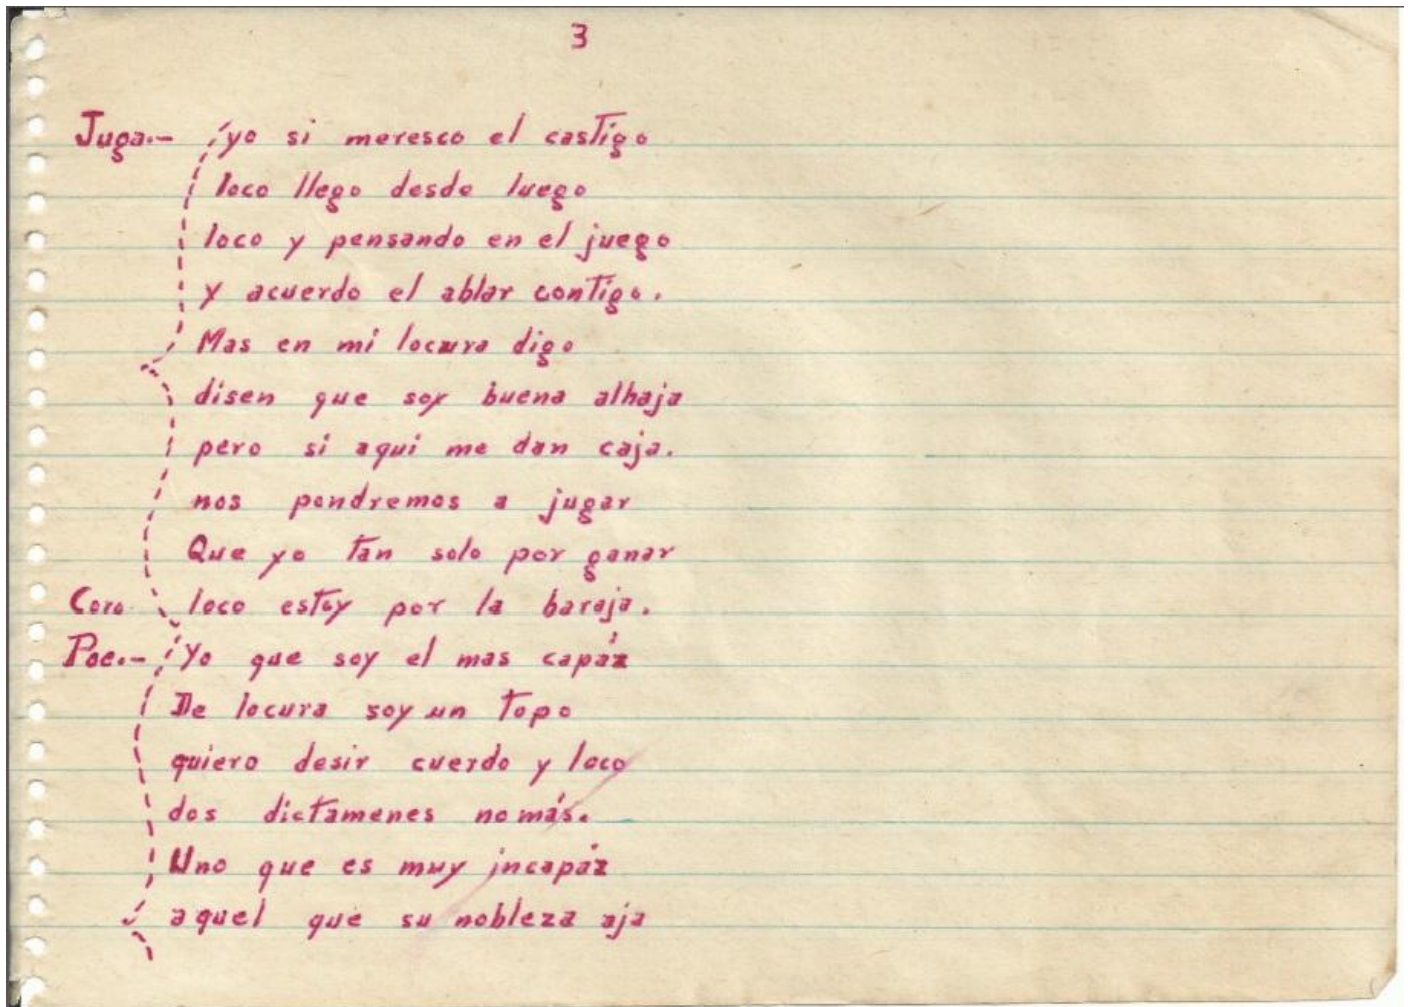 3
Juga.- yo si meresco el castigo
loco llego desde luego
loco y pensando en el juego
y acuerdo el ablar contigo.
Mas en mi locura digo
disen que soy buena alhaja
pero si aqui me dan caja.
nos pondremos a jugar
Que yo tan solo por ganar
Coro loco estoy por la baraja.
Poe.- Yo que soy el mas capáz
De locura soy un topo
quiero desir cuerdo y loco
dos dictamenes nomás.
Uno que es muy incapáz
aquel que su nobleza aja